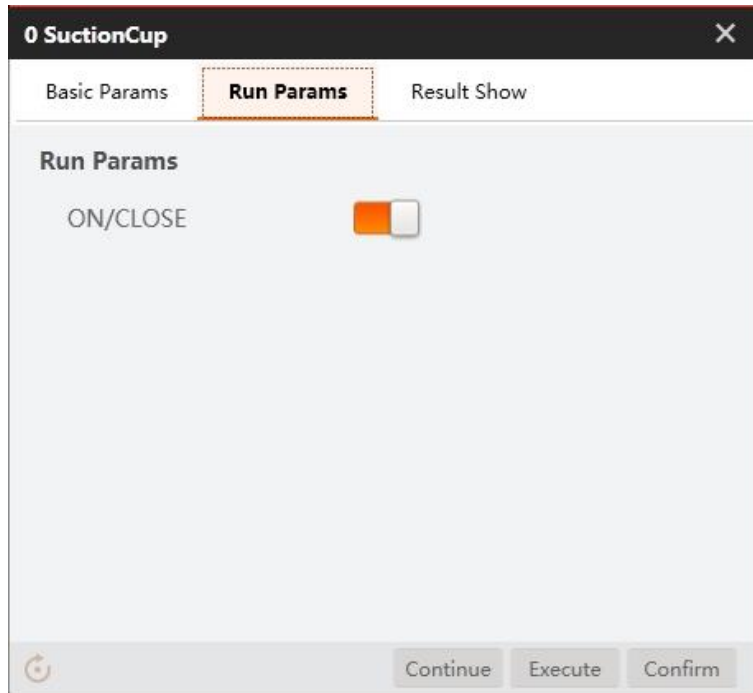 0 SuctionCup
Basic Params Run Params Result Show
Run Params
ON/CLOSE
Continue Execute Confirm